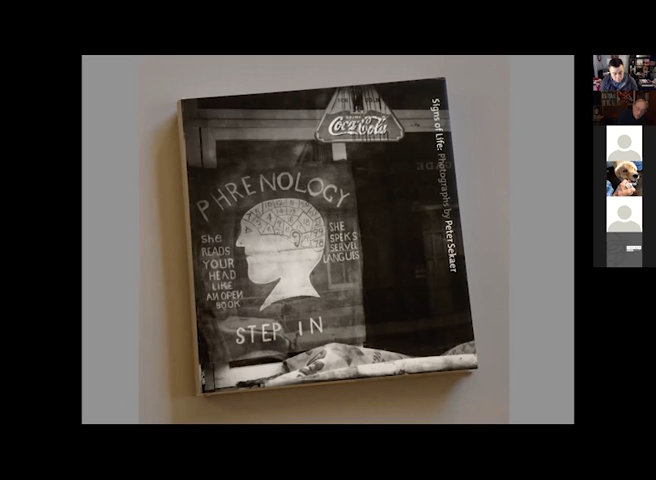 Coca-Cola
PHRENOLOGY
She
READS
YOUR
HEAD
LIKE
AN OPEN
BOOK
SHE
SPEKS
SERVEL
LANGUES
STEP IN
Signs of Life: Photographs by Peter Sekaer